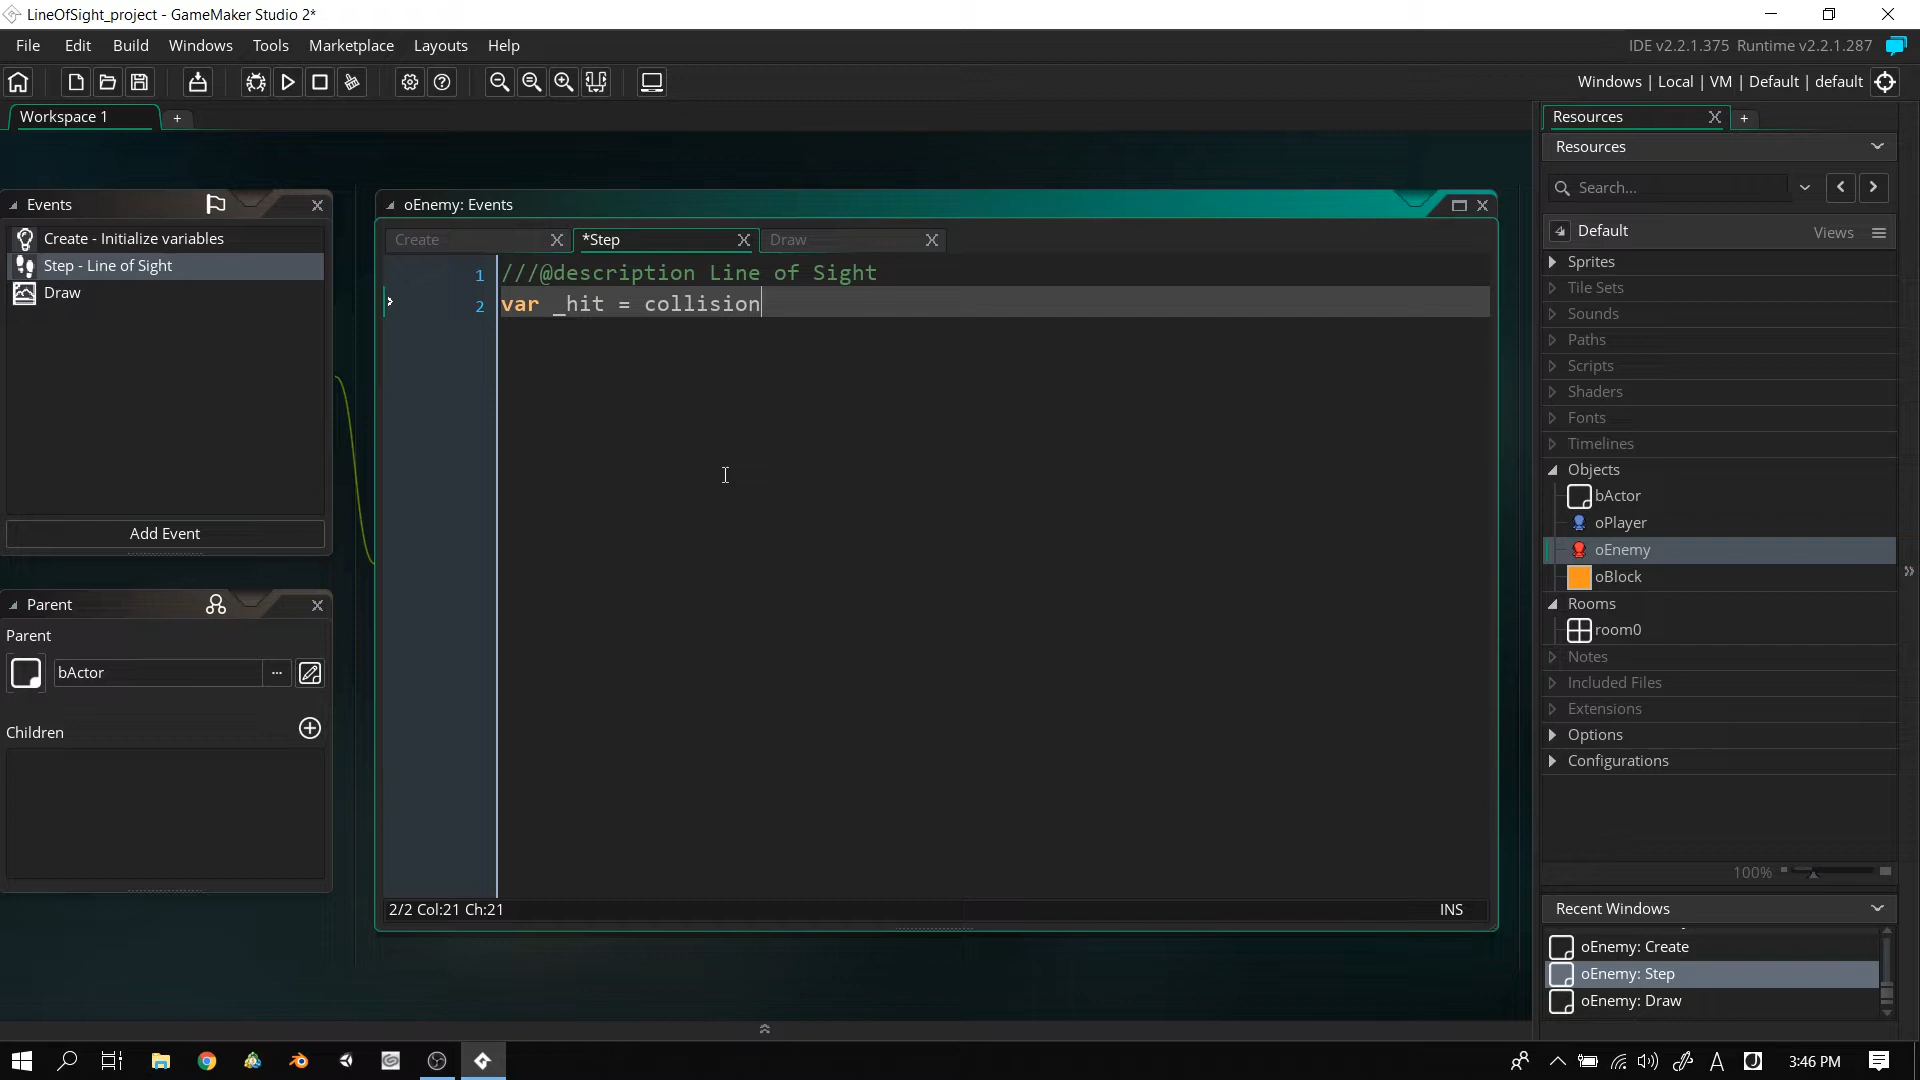 LineOfSight_project - GameMaker Studio 2*
File Edit Build Windows Tools Marketplace Layouts Help
IDE v2.2.1.375 Runtime v2.2.1.287
Windows | Local | VM | Default | default
Workspace 1
+
Events
Create - Initialize variables
Step - Line of Sight
Draw
Add Event
Parent
Parent
bActor
...
Children
oEnemy: Events
Create
*Step
Draw
1 ///@description Line of Sight
2 var _hit = collision
2/2 Col:21 Ch:21
INS
Resources
+
Resources
Search...
Default
Views
Sprites
Tile Sets
Sounds
Paths
Scripts
Shaders
Fonts
Timelines
Objects
bActor
oPlayer
oEnemy
oBlock
Rooms
room0
Notes
Included Files
Extensions
Options
Configurations
100%
Recent Windows
oEnemy: Create
oEnemy: Step
oEnemy: Draw
A
3:46 PM